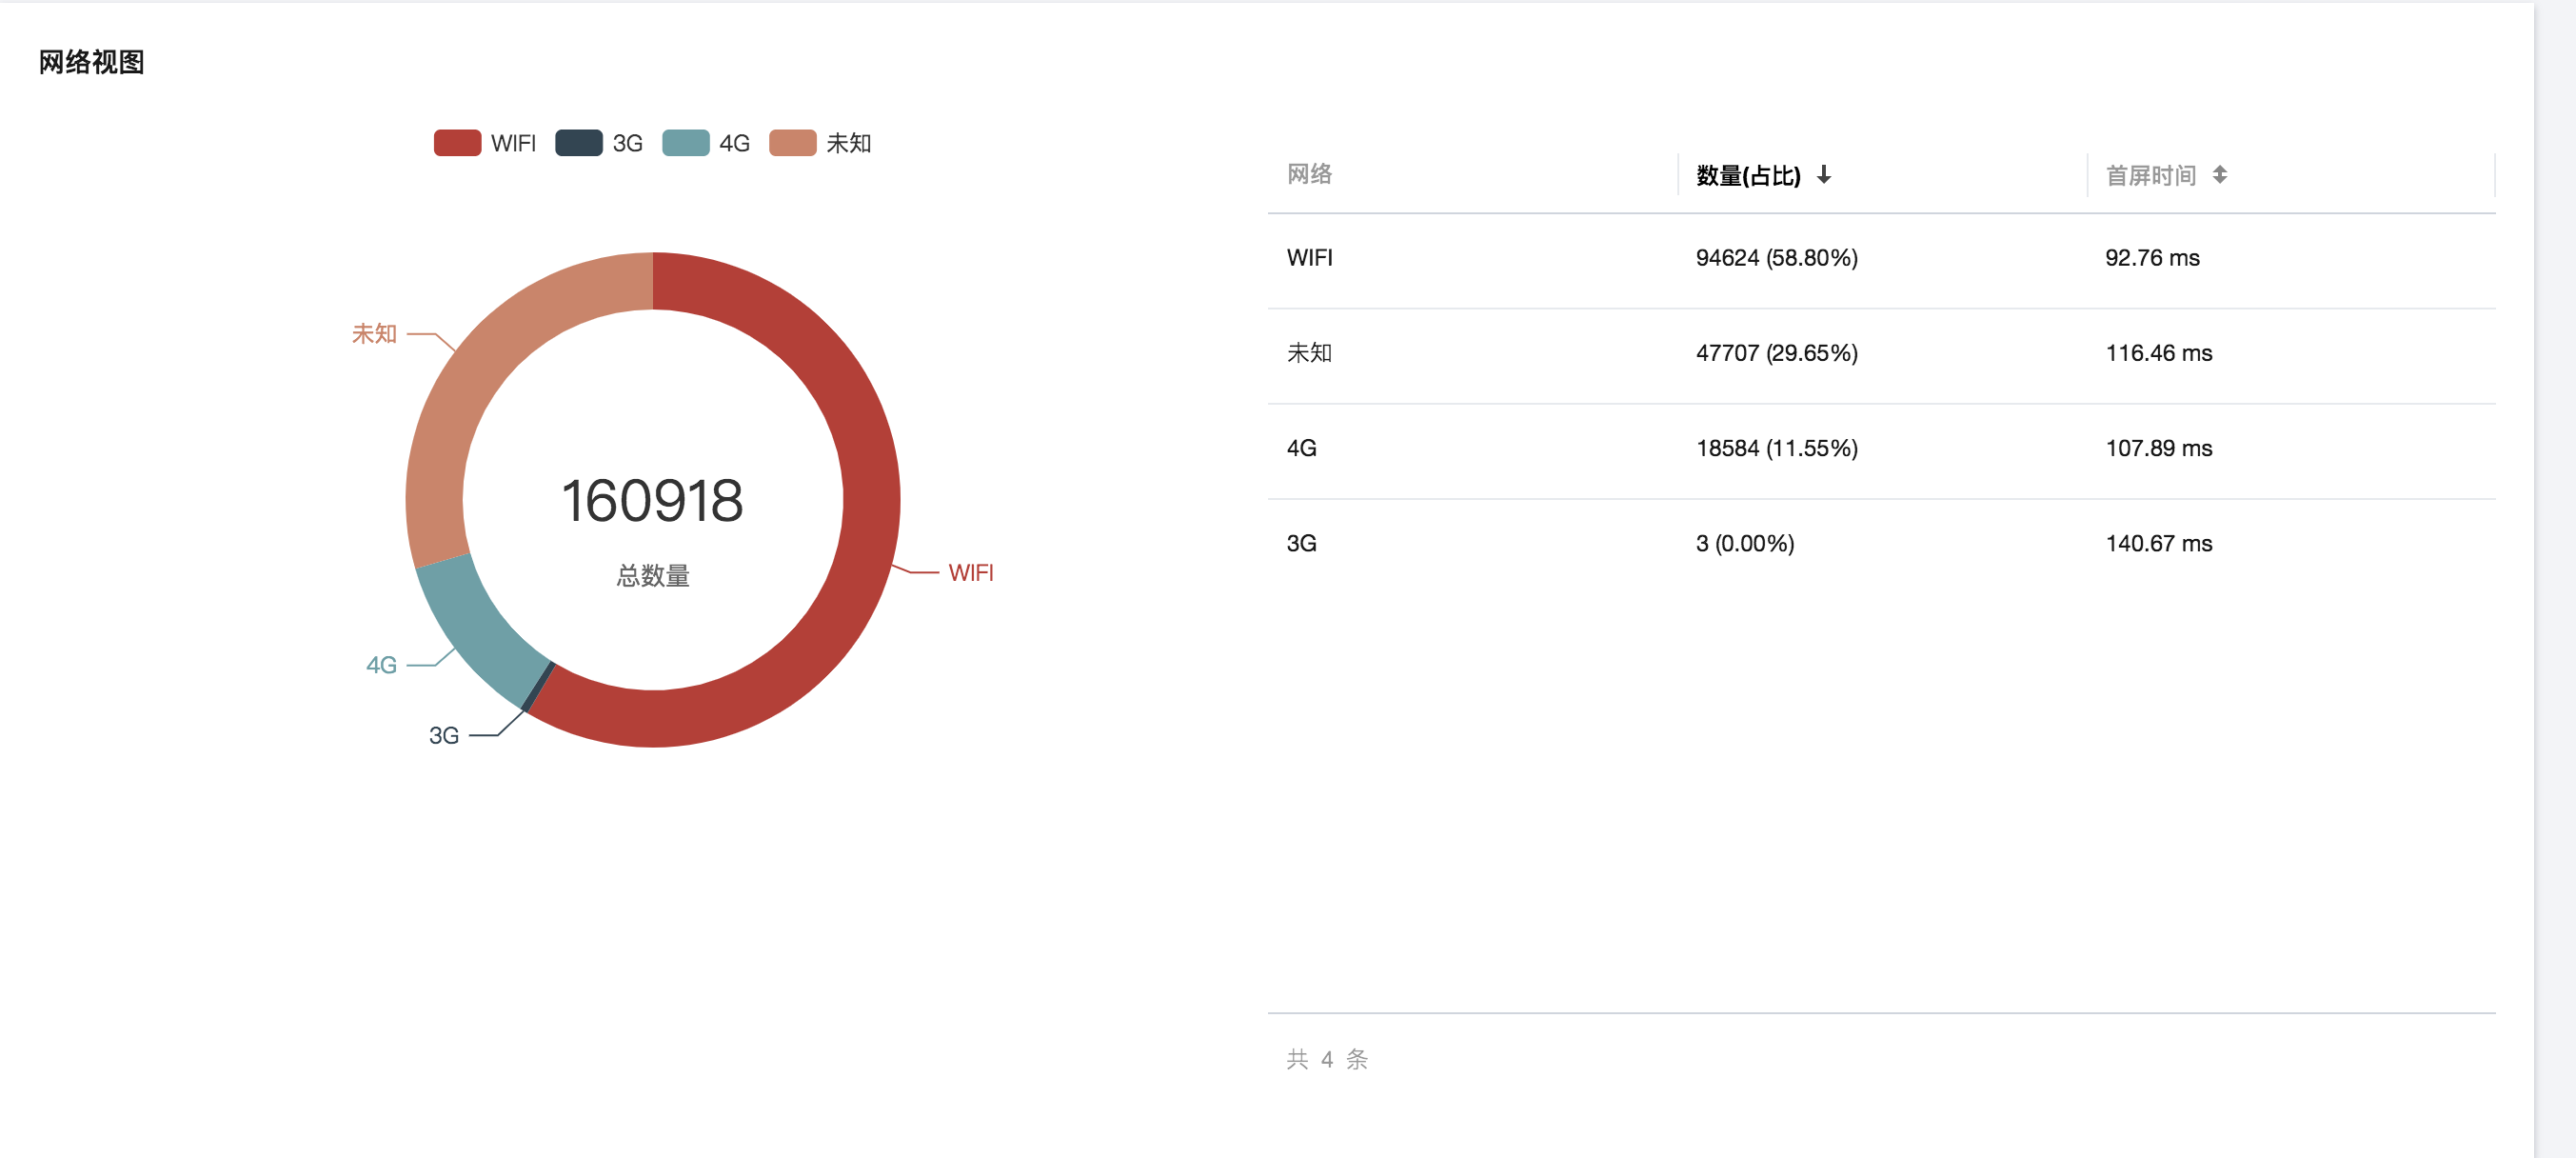 网络视图
WIFI 3G 4G 未知
未知
160918
总数量
WIFI
4G
3G
网络 数量(占比) 首屏时间
WIFI 94624 (58.80%) 92.76 ms
未知 47707 (29.65%) 116.46 ms
4G 18584 (11.55%) 107.89 ms
3G 3 (0.00%) 140.67 ms
共 4 条